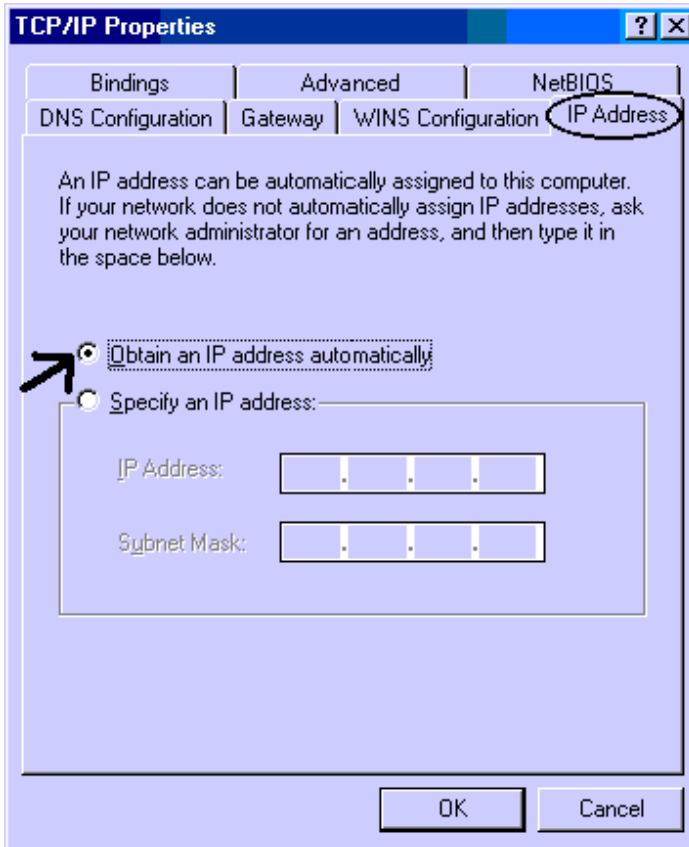 TCP/IP Properties
Bindings Advanced NetBIOS
DNS Configuration Gateway WINS Configuration IP Address
An IP address can be automatically assigned to this computer.
If your network does not automatically assign IP addresses, ask
your network administrator for an address, and then type it in
the space below.
Obtain an IP address automatically
Specify an IP address:
IP Address:
. . .
Subnet Mask:
. . .
OK Cancel